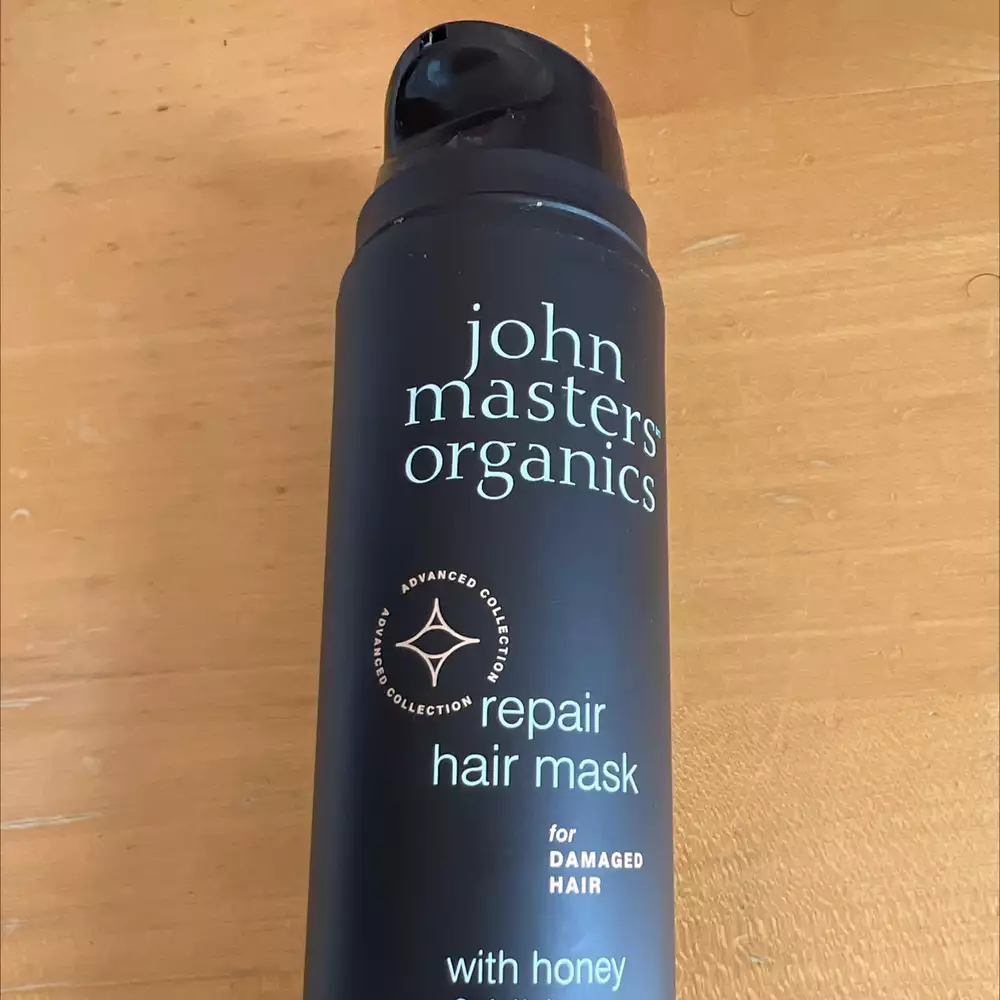 john
masters
organics
ADVANCED COLLECTION
ADVANCED COLLECTION
repair
hair mask
for
DAMAGED
HAIR
with honey